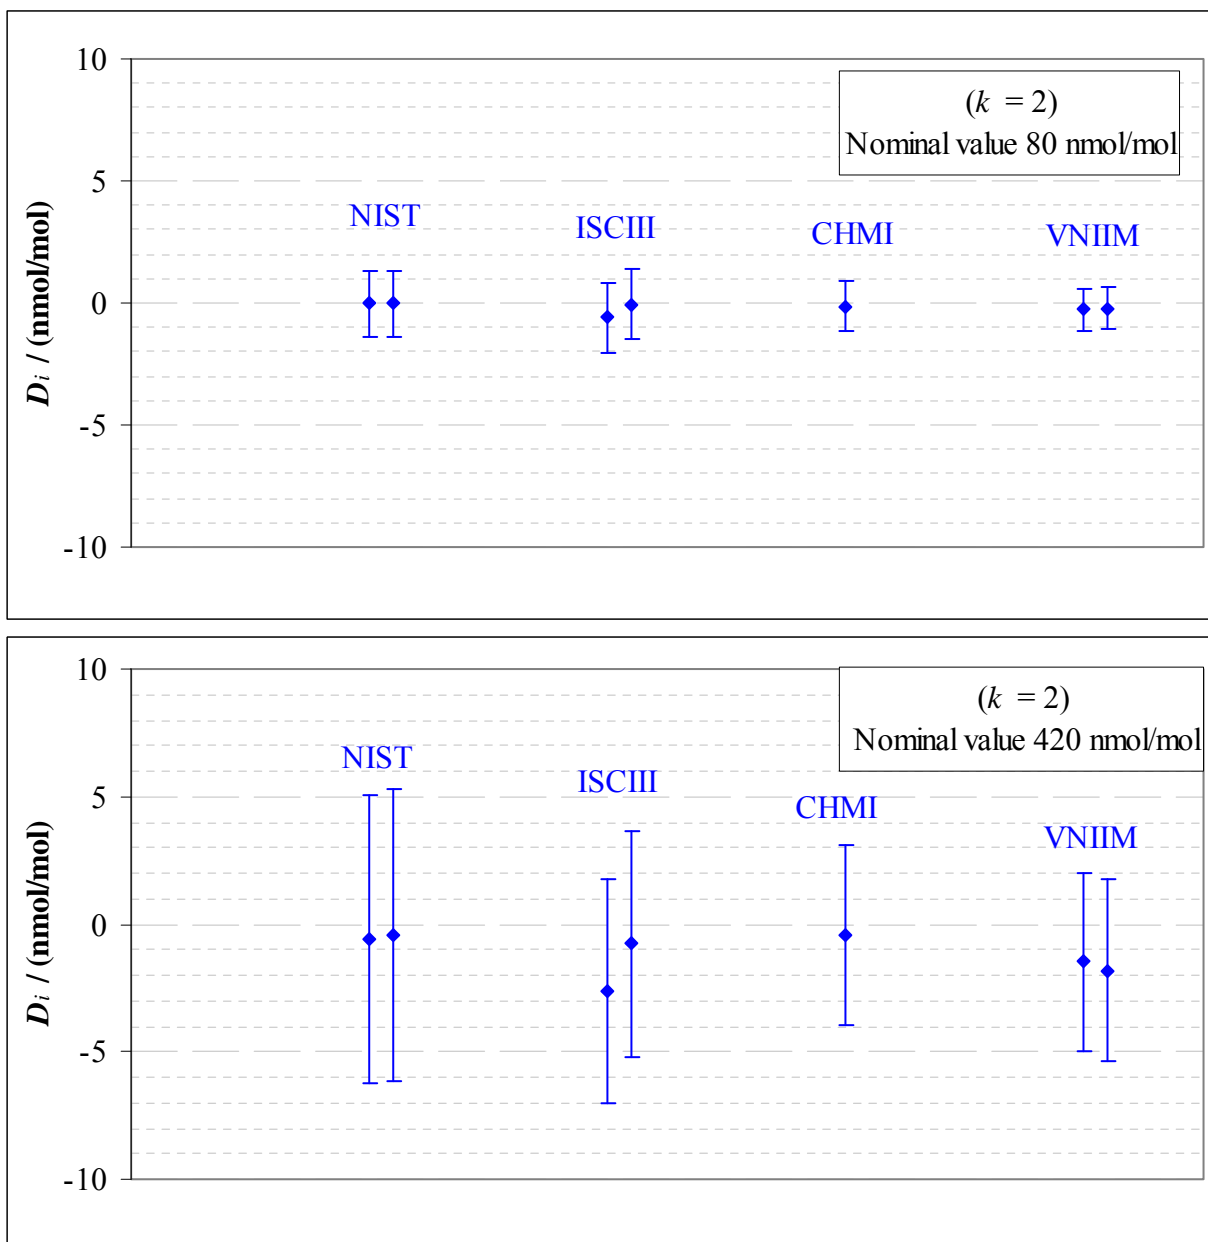 10
(k = 2)
Nominal value 80 nmol/mol
5
NIST
ISCIII
CHMI
VNIIM
0
-5
-10
Di / (nmol/mol)
10
(k = 2)
Nominal value 420 nmol/mol
NIST
ISCIII
5
CHMI
VNIIM
0
-5
-10
Di / (nmol/mol)